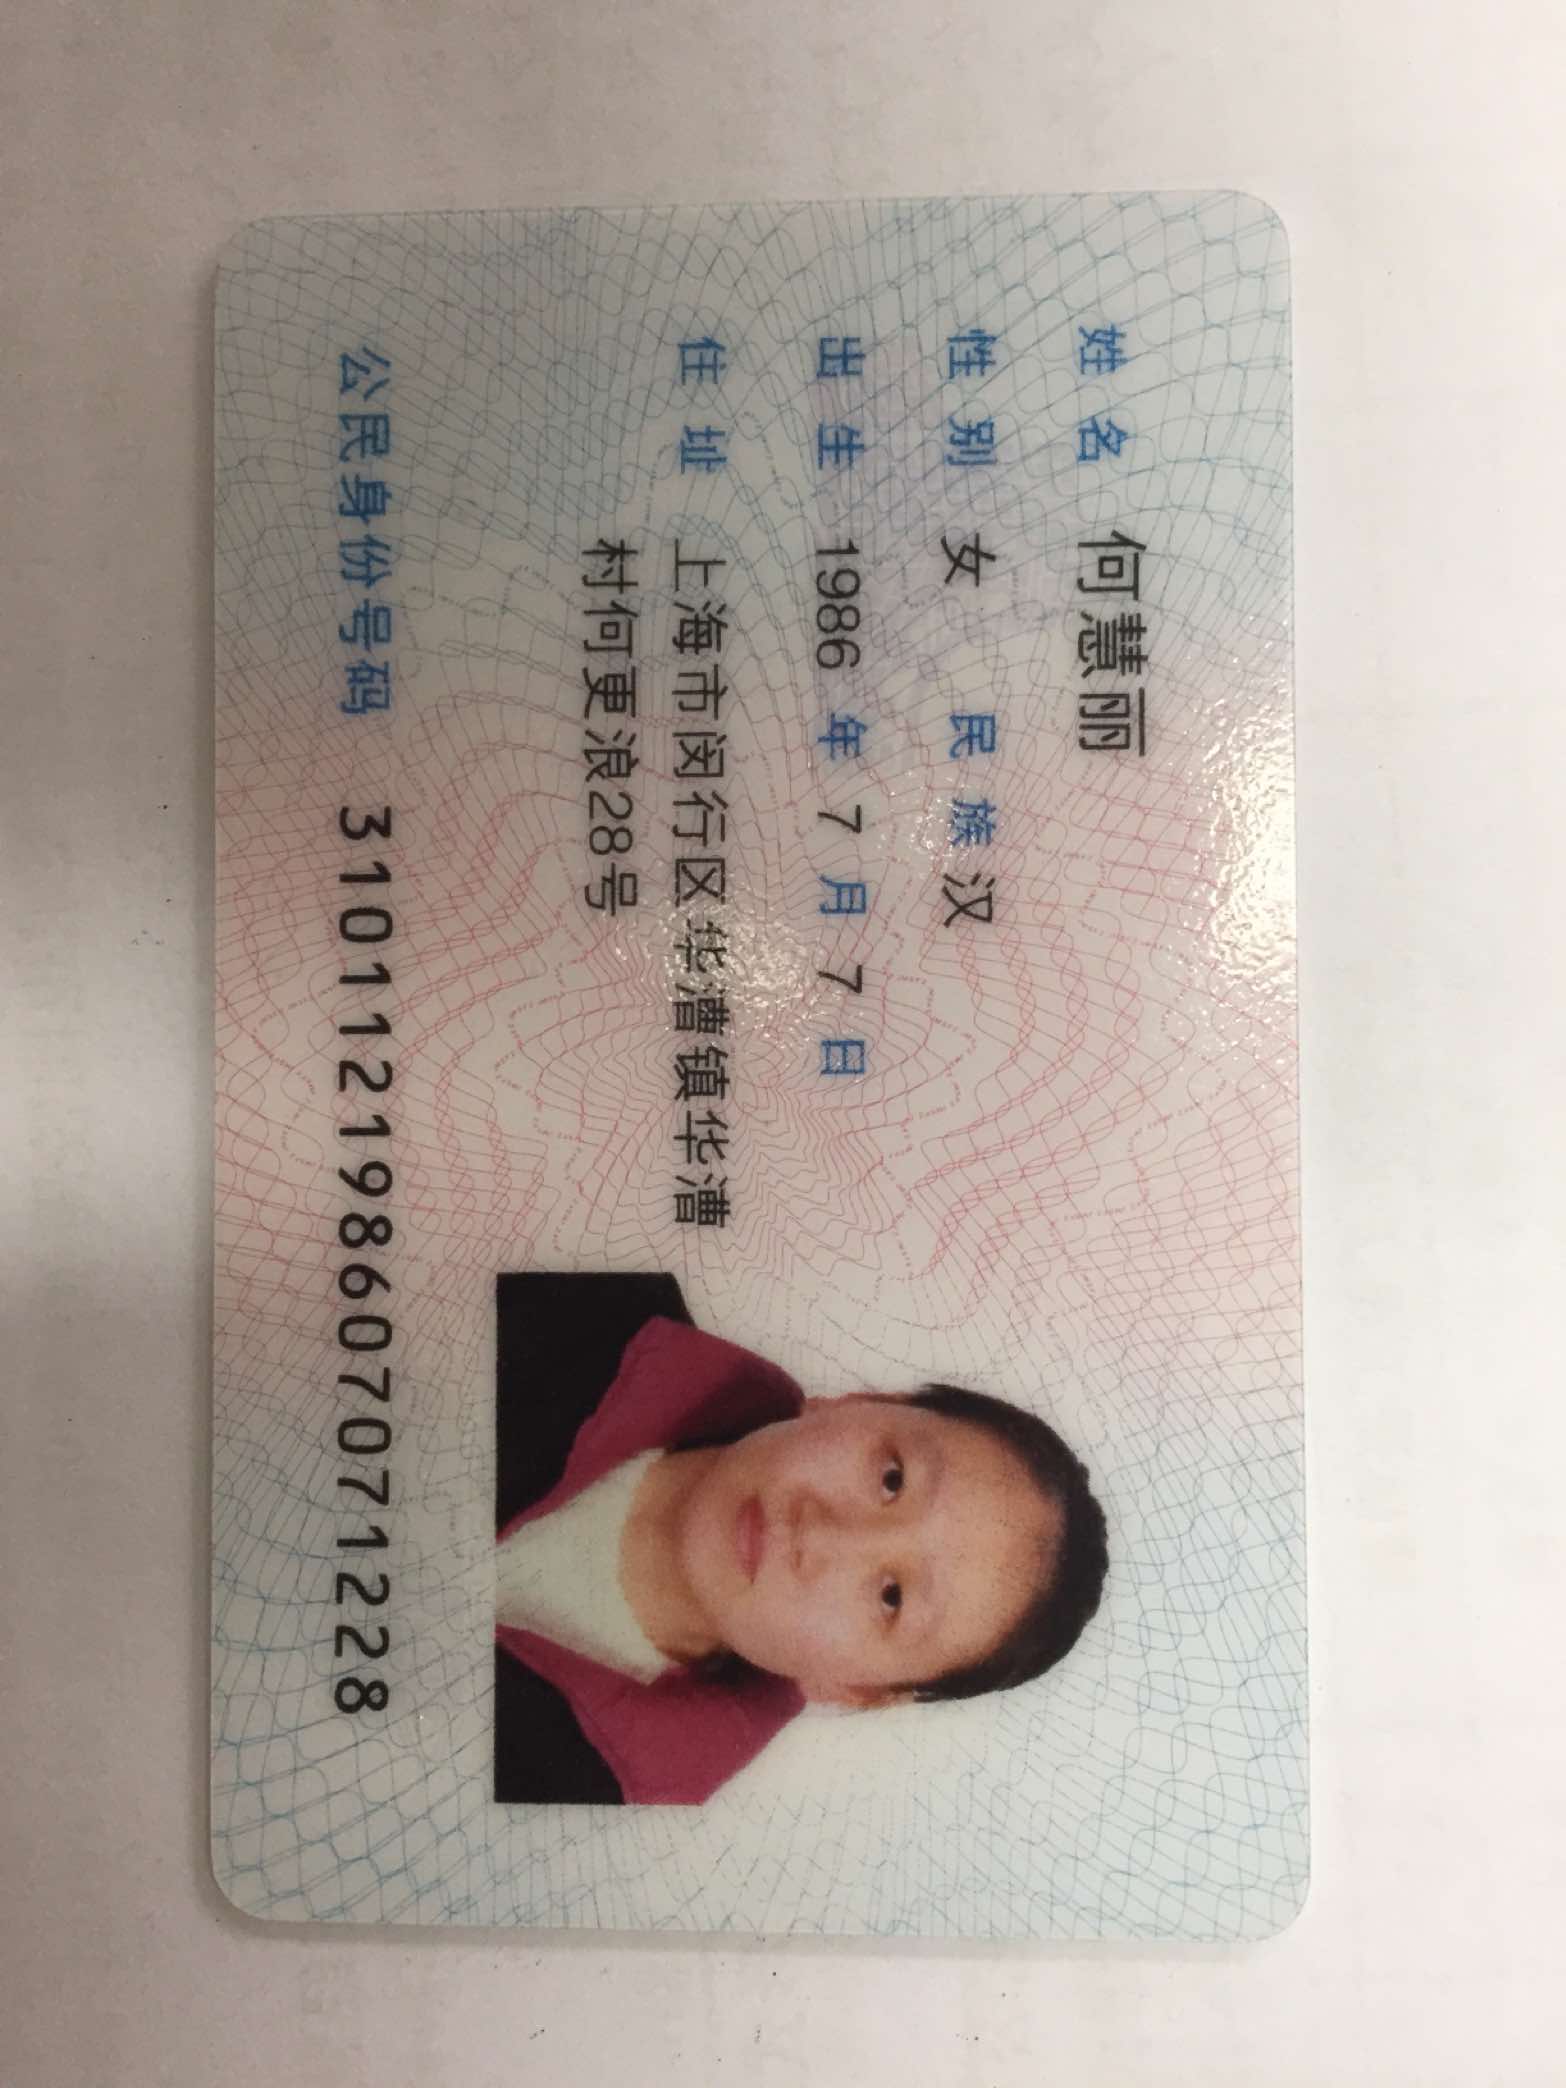 姓名 何慧丽
性别 女 民族 汉
出生 1986 年 7 月 7 日
住址 上海市闵行区华漕镇华漕
村何更浪28号
公民身份号码 310112198607071228